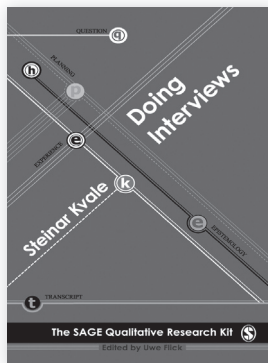 QUESTION
q
h
PLANNING
p
Doing
Interviews
EXPERIENCE
e
k
Steinar Kvale
e
EPISTEMOLOGY
t
TRANSCRIPT
The SAGE Qualitative Research Kit
S
Edited by Uwe Flick